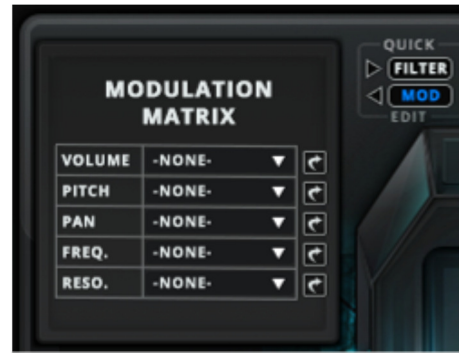 MODULATION
MATRIX
VOLUME -NONE-
PITCH -NONE-
PAN -NONE-
FREQ. -NONE-
RESO. -NONE-
QUICK
FILTER
MOD
EDIT